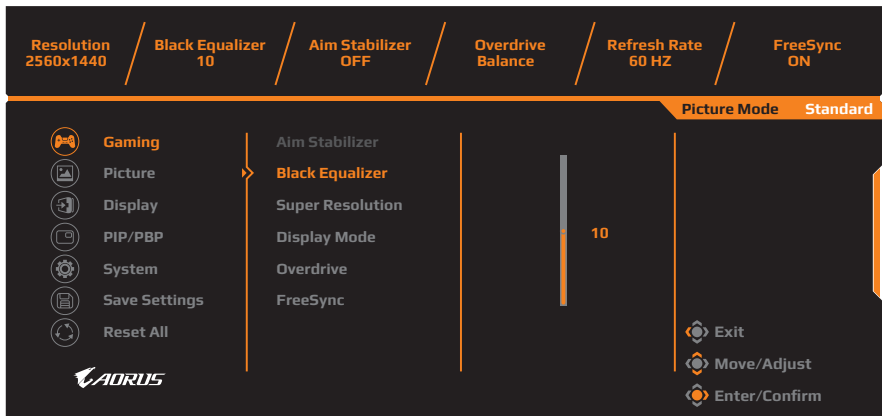 Resolution
2560x1440
Black Equalizer
10
Aim Stabilizer
OFF
Overdrive
Balance
Refresh Rate
60 HZ
FreeSync
ON
Picture Mode Standard
Gaming
Picture
Display
PIP/PBP
System
Save Settings
Reset All
Aim Stabilizer
Black Equalizer
Super Resolution
Display Mode
Overdrive
FreeSync
10
Exit
Move/Adjust
Enter/Confirm
AORUS